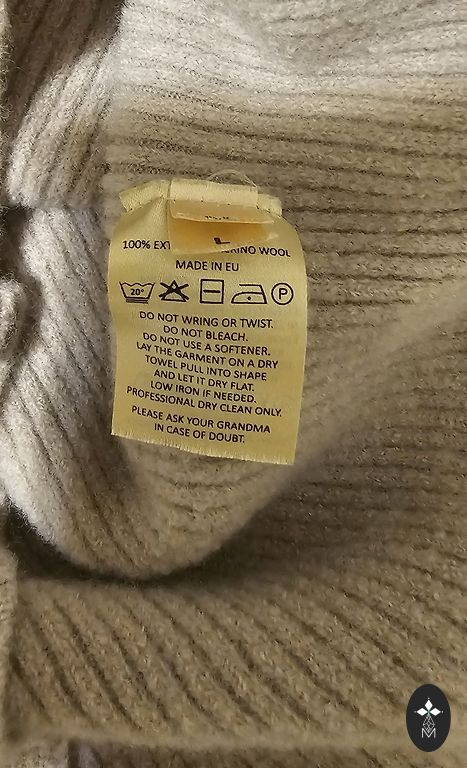 L
100% EXT WOOL
MADE IN EU
20°
P
DO NOT WRING OR TWIST.
DO NOT BLEACH.
DO NOT USE A SOFTENER.
LAY THE GARMENT ON A DRY
TOWEL PULL INTO SHAPE
AND LET IT DRY FLAT.
LOW IRON IF NEEDED.
PROFESSIONAL DRY CLEAN ONLY.
PLEASE ASK YOUR GRANDMA
IN CASE OF DOUBT.
M